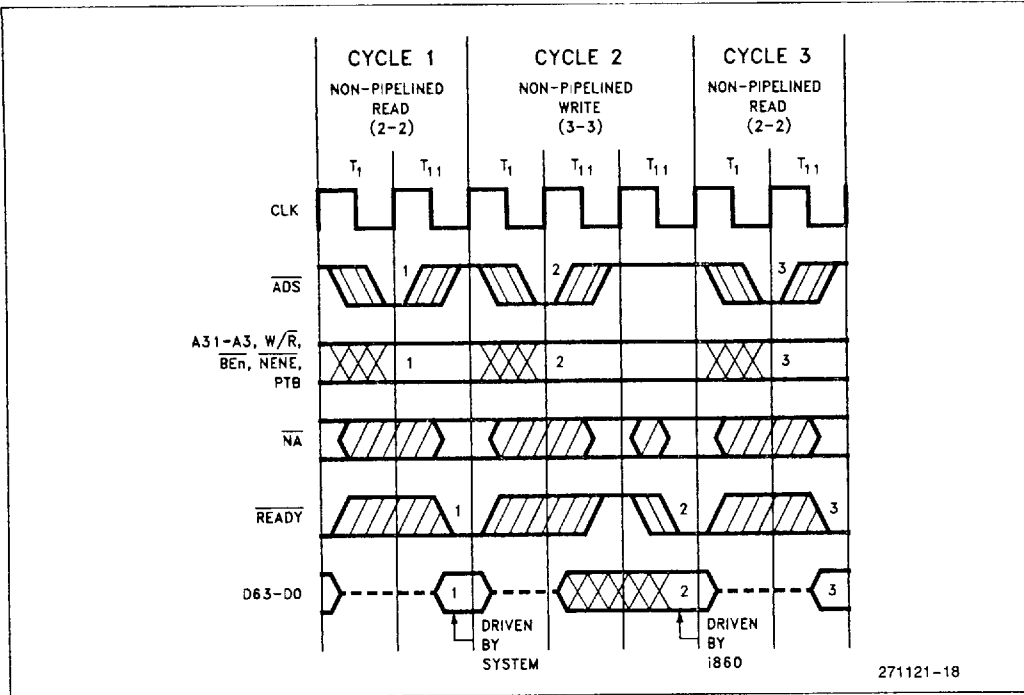 CYCLE 1
NON-PIPELINED
READ
(2-2)
CYCLE 2
NON-PIPELINED
WRITE
(3-3)
CYCLE 3
NON-PIPELINED
READ
(2-2)
T1 T11 T1 T11 T11 T1 T11
CLK
ADS 1 2 3
A31-A3, W/R,
BEn, NENE,
PTB
1 2 3
NA
READY 1 2 3
D63-D0 1 2 3
DRIVEN
BY
SYSTEM
DRIVEN
BY
i860
271121-18